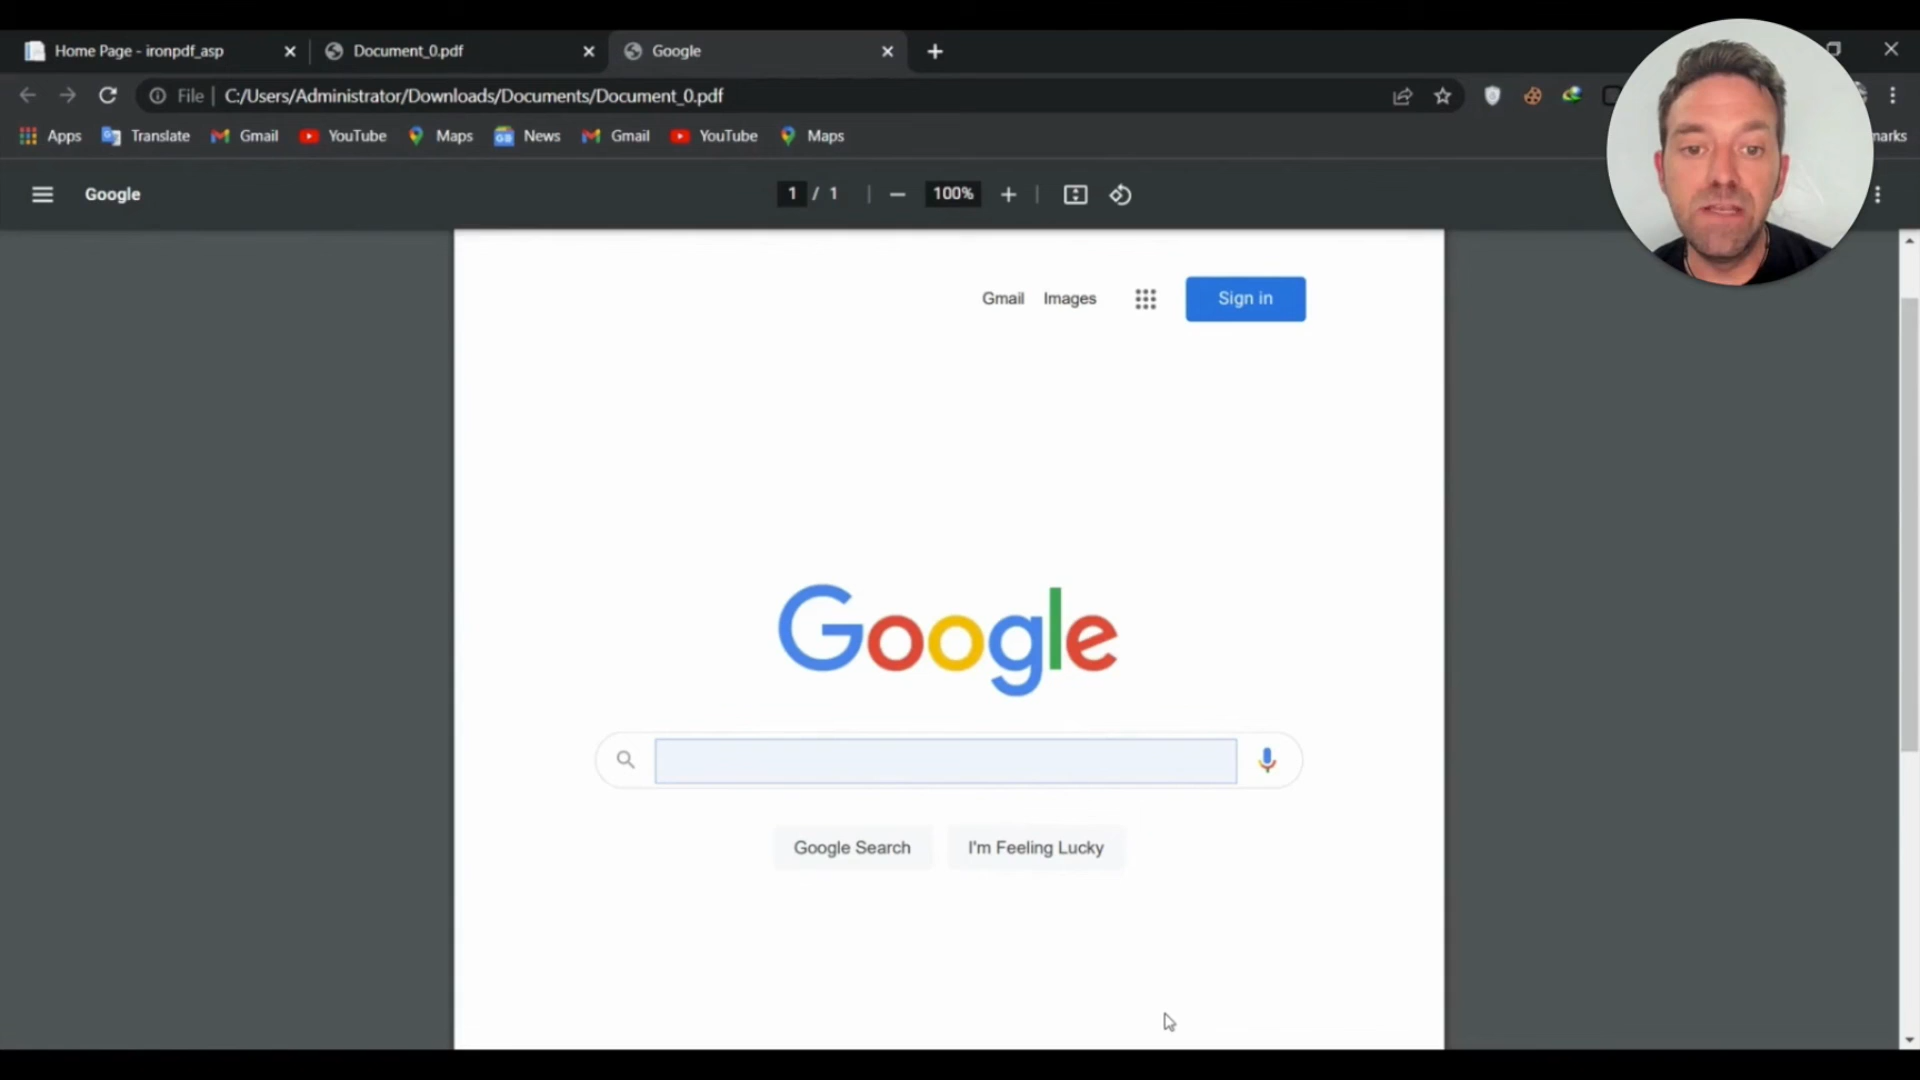 Home Page - ironpdf_asp
Document_0.pdf
Google
File | C:/Users/Administrator/Downloads/Documents/Document_0.pdf
Apps Translate Gmail YouTube Maps News Gmail YouTube Maps
Google 1 / 1 100%
Gmail Images Sign in
Google
Google Search I'm Feeling Lucky